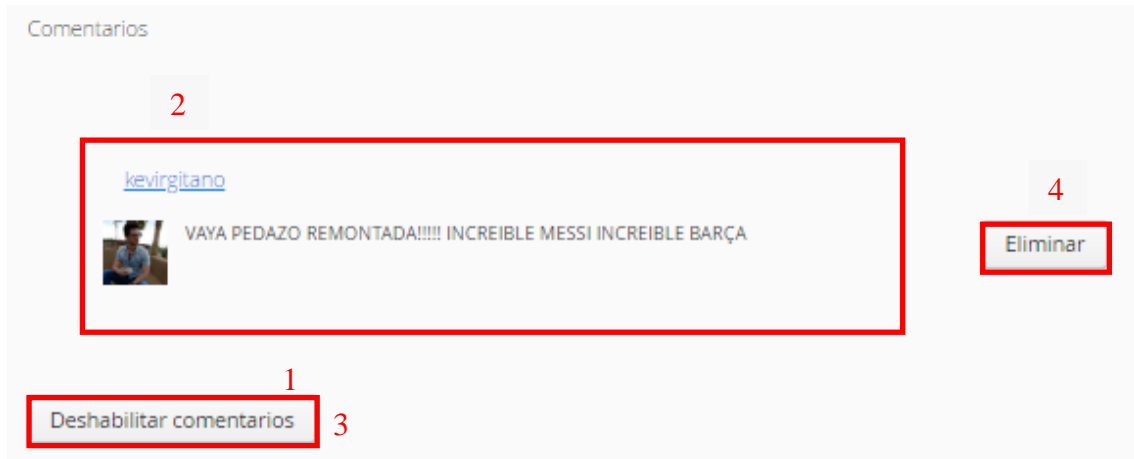 Comentarios
2
kevirgitano
4
VAYA PEDAZO REMONTADA!!!!! INCREIBLE MESSI INCREIBLE BARÇA
Eliminar
1
Deshabilitar comentarios
3